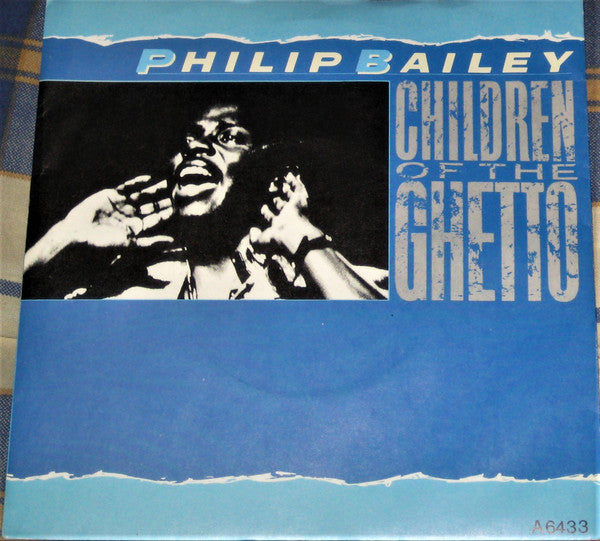 PHILIP BAILEY
CHILDREN
OF THE
GHETTO
A6433